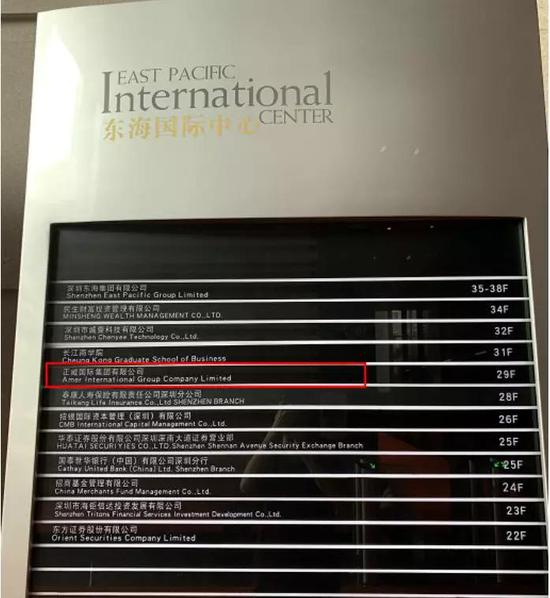 EAST PACIFIC
International
CENTER
东海国际中心
深圳东海集团有限公司
Shenzhen East Pacific Group Limited
35-38F
民生财富投资管理有限公司
MINSHENG WEALTH MANAGEMENT CO.,LTD.
34F
深圳市诚壹科技有限公司
Shenzhen Chenyee Technology Co.,Ltd.
32F
长江商学院
Cheung Kong Graduate School of Business
31F
正威国际集团有限公司
Amer International Group Company Limited
29F
泰康人寿保险有限责任公司深圳分公司
Taikang Life Insurance Co.,Ltd SHENZHEN BRANCH
28F
招银国际资本管理（深圳）有限公司
CMB International Capital Management Co.,Ltd.
26F
华泰证券股份有限公司深圳深南大道证券营业部
HUATAI SECURITIES CO.,LTD.Shenzhen Shennan Avenue Security Exchange Branch
25F
国泰世华银行（中国）有限公司深圳分行
Cathay United Bank (China) Ltd. Shenzhen Branch
25F
招商基金管理有限公司
China Merchants Fund Management Co.,Ltd.
24F
深圳市海钜信达投资发展有限公司
Shenzhen Tritons Financial Services Investment Development Co.,Ltd.
23F
东方证券股份有限公司
Orient Securities Company Limited
22F